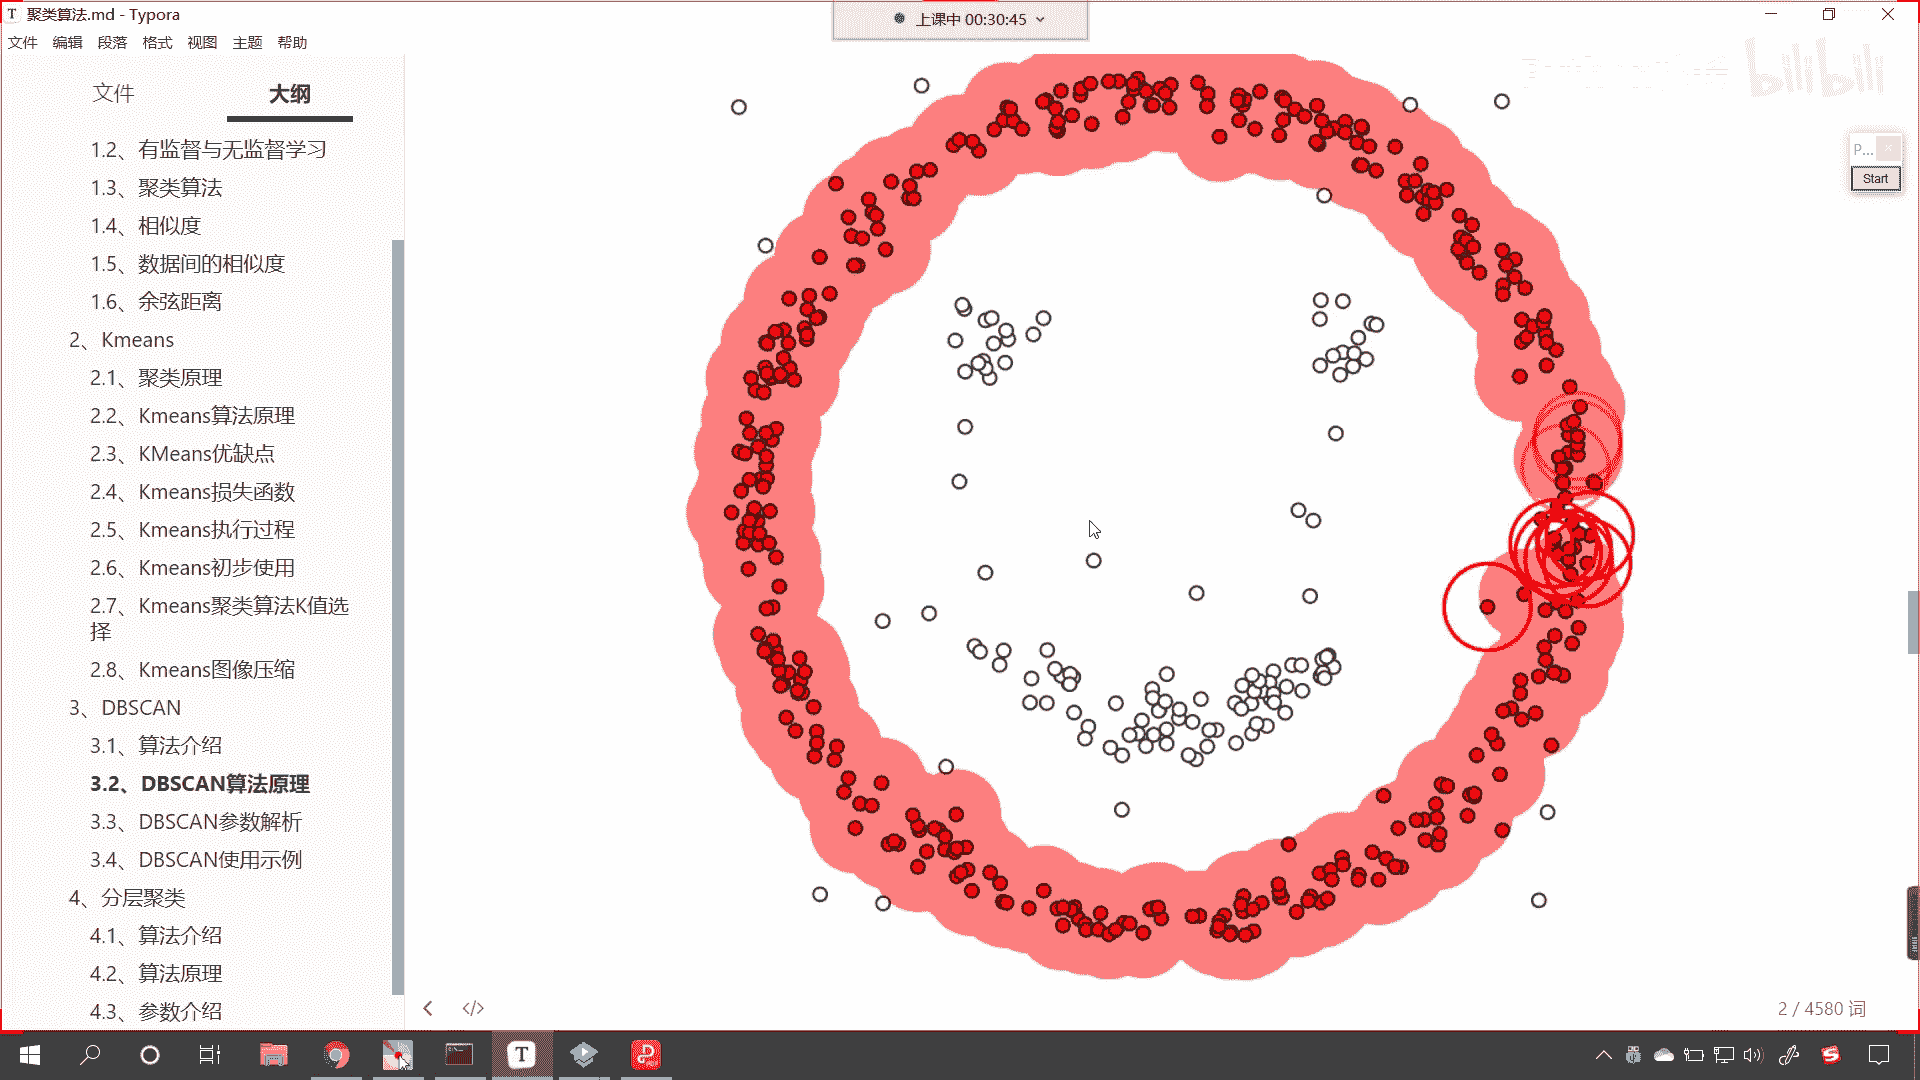 聚类算法.md - Typora
上课中 00:30:45
文件 编辑 段落 格式 视图 主题 帮助
bilibili
文件 大纲
P...
Start
1.2、有监督与无监督学习
1.3、聚类算法
1.4、相似度
1.5、数据间的相似度
1.6、余弦距离
2、Kmeans
2.1、聚类原理
2.2、Kmeans算法原理
2.3、KMeans优缺点
2.4、Kmeans损失函数
2.5、Kmeans执行过程
2.6、Kmeans初步使用
2.7、Kmeans聚类算法K值选
择
2.8、Kmeans图像压缩
3、DBSCAN
3.1、算法介绍
3.2、DBSCAN算法原理
3.3、DBSCAN参数解析
3.4、DBSCAN使用示例
4、分层聚类
4.1、算法介绍
4.2、算法原理
4.3、参数介绍
2 / 4580 词